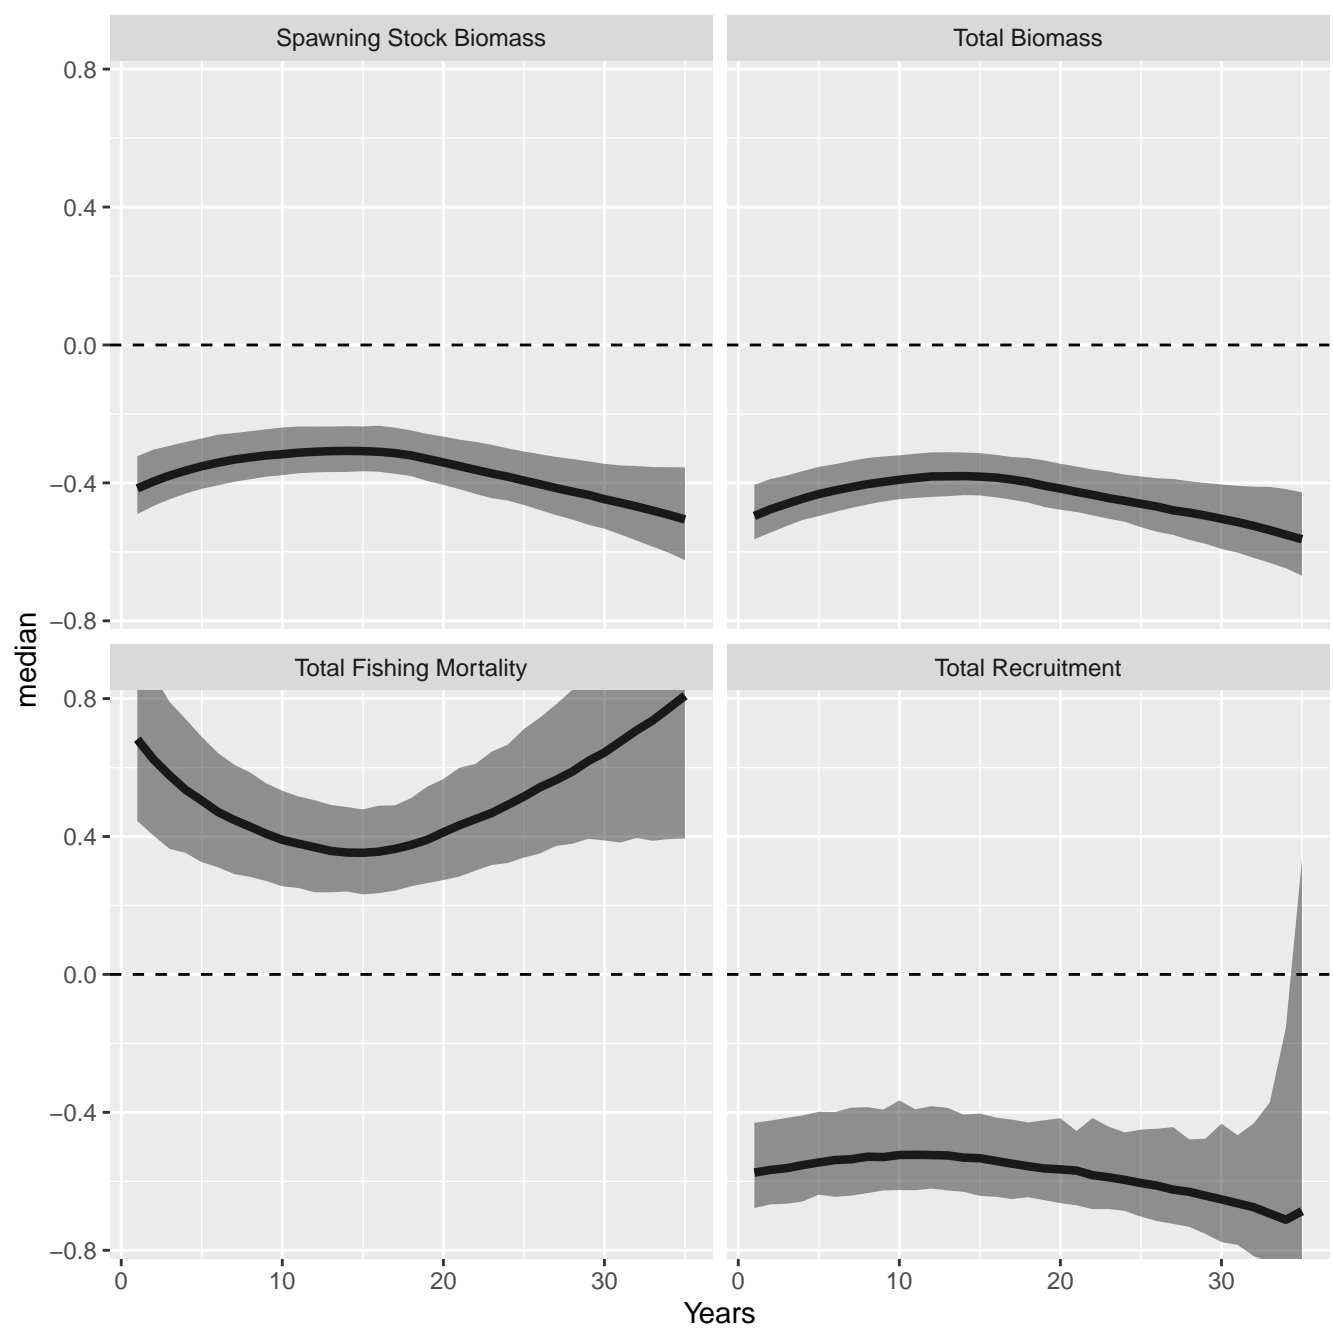 Spawning Stock Biomass
Total Biomass
0.8
0.4
0.0
−0.4
−0.8
median
Total Fishing Mortality
Total Recruitment
0.8
0.4
0.0
−0.4
−0.8
0 10 20 30
0 10 20 30
Years